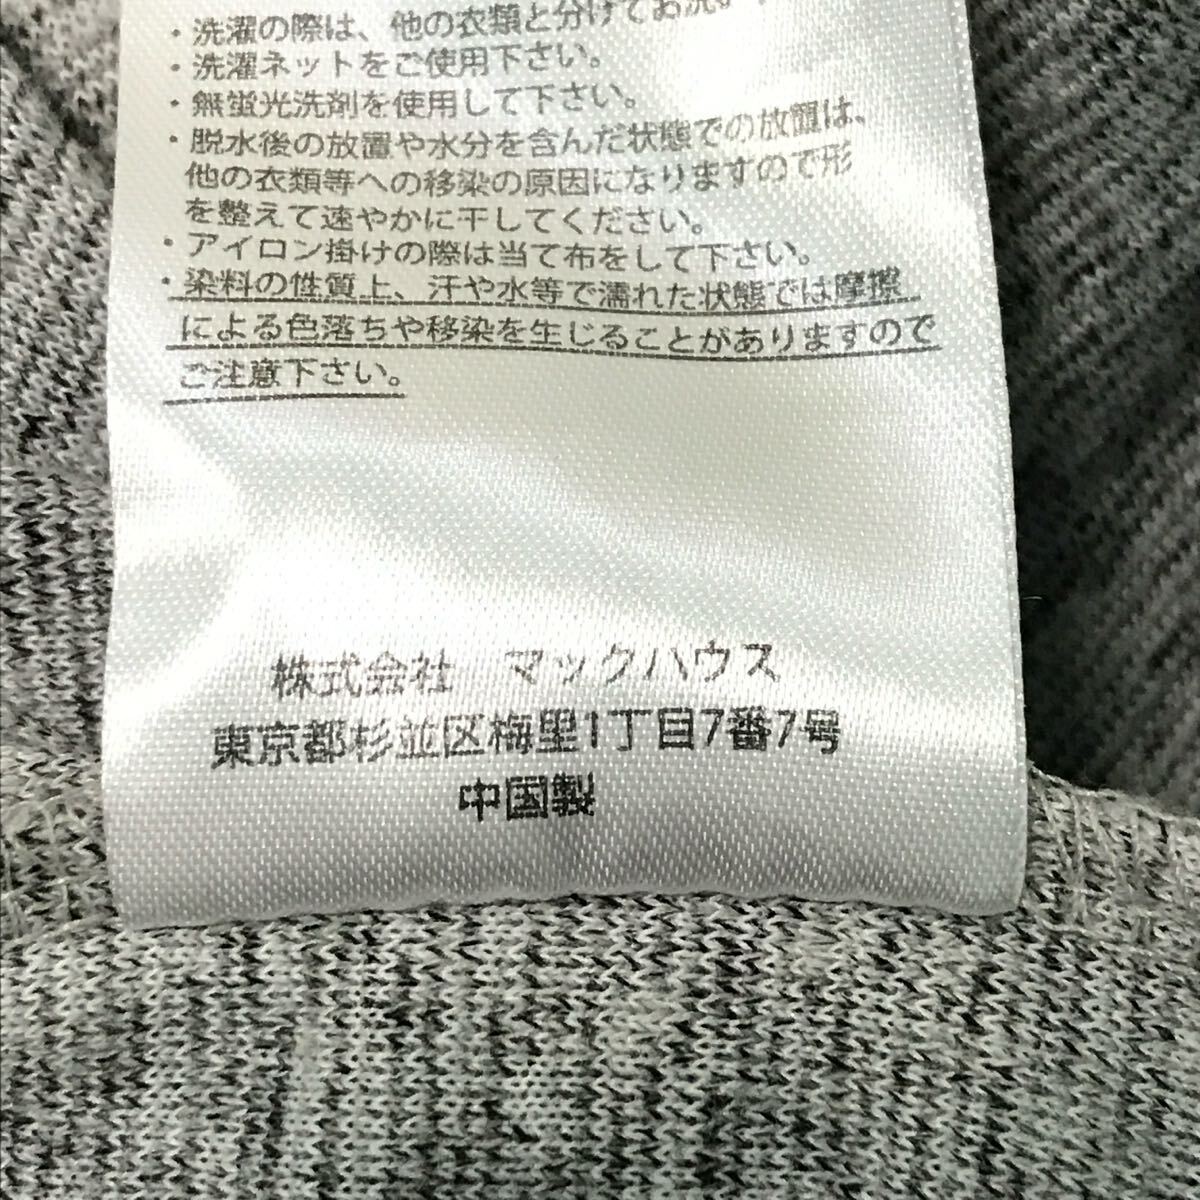 ・洗濯の際は、他の衣類と分けてお洗
・洗濯ネットをご使用下さい。
・無蛍光洗剤を使用して下さい。
・脱水後の放置や水分を含んだ状態での放置は、
他の衣類等への移染の原因になりますので形
を整えて速やかに干してください。
・アイロン掛けの際は当て布をして下さい。
・染料の性質上、汗や水等で濡れた状態では摩擦
による色落ちや移染を生じることがありますので
ご注意下さい。
株式会社　マックハウス
東京都杉並区梅里1丁目7番7号
中国製